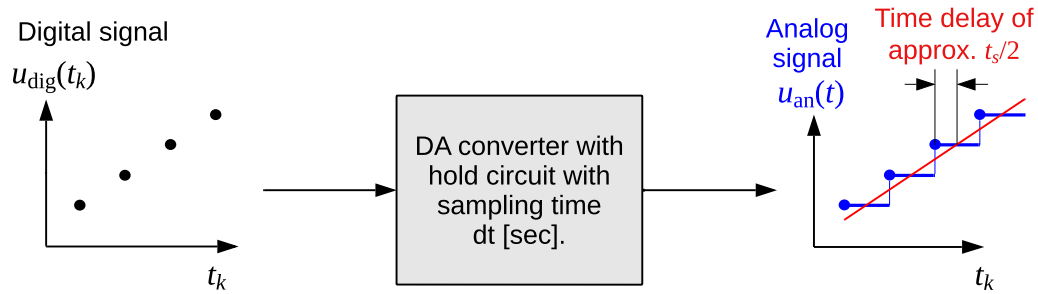 Digital signal
u_dig(t_k)
t_k
DA converter with
hold circuit with
sampling time
dt [sec].
Analog
signal
u_an(t)
Time delay of
approx. t_s/2
t_k